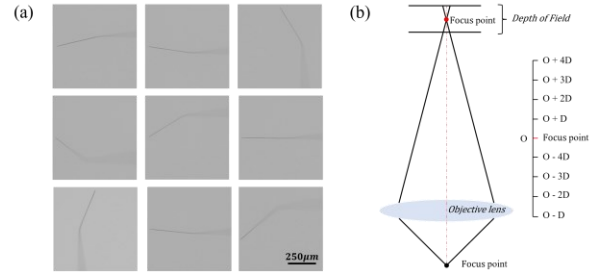 (a)
250μm
(b)
Focus point
Depth of Field
O + 4D
O + 3D
O + 2D
O + D
O
Focus point
O - 4D
O - 3D
O - 2D
O - D
Objective lens
Focus point